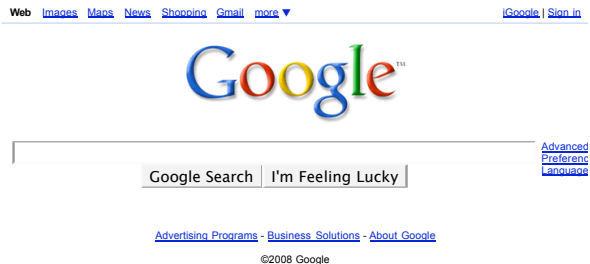 Web Images Maps News Shopping Gmail more ▼ iGoogle | Sign in
Google™
Advanced
Preferenc
Language
Google Search I'm Feeling Lucky
Advertising Programs - Business Solutions - About Google
©2008 Google